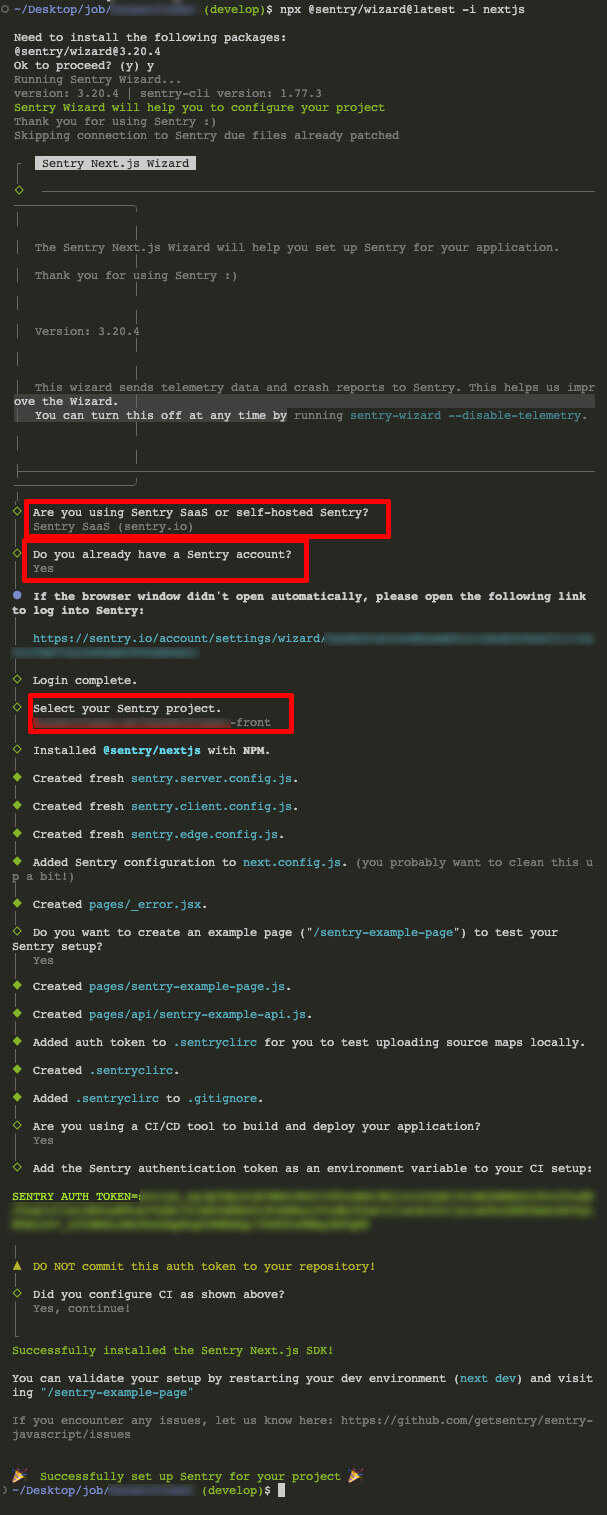 ~/Desktop/job/ (develop)$ npx @sentry/wizard@latest -i nextjs
Need to install the following packages:
@sentry/wizard@3.20.4
Ok to proceed? (y) y
Running Sentry Wizard...
version: 3.20.4 | sentry-cli version: 1.77.3
Sentry Wizard will help you to configure your project
Thank you for using Sentry :)
Skipping connection to Sentry due files already patched
Sentry Next.js Wizard
The Sentry Next.js Wizard will help you set up Sentry for your application.
Thank you for using Sentry :)
Version: 3.20.4
This wizard sends telemetry data and crash reports to Sentry. This helps us impr
ove the Wizard.
You can turn this off at any time by running sentry-wizard --disable-telemetry.
Are you using Sentry SaaS or self-hosted Sentry?
Sentry SaaS (sentry.io)
Do you already have a Sentry account?
Yes
If the browser window didn't open automatically, please open the following link
to log into Sentry:
https://sentry.io/account/settings/wizard/
Login complete.
Select your Sentry project.
-front
Installed @sentry/nextjs with NPM.
Created fresh sentry.server.config.js.
Created fresh sentry.client.config.js.
Created fresh sentry.edge.config.js.
Added Sentry configuration to next.config.js. (you probably want to clean this u
p a bit!)
Created pages/_error.jsx.
Do you want to create an example page ("/sentry-example-page") to test your
Sentry setup?
Yes
Created pages/sentry-example-page.js.
Created pages/api/sentry-example-api.js.
Added auth token to .sentryclirc for you to test uploading source maps locally.
Created .sentryclirc.
Added .sentryclirc to .gitignore.
Are you using a CI/CD tool to build and deploy your application?
Yes
Add the Sentry authentication token as an environment variable to your CI setup:
SENTRY_AUTH_TOKEN=
DO NOT commit this auth token to your repository!
Did you configure CI as shown above?
Yes, continue!
Successfully installed the Sentry Next.js SDK!
You can validate your setup by restarting your dev environment (next dev) and visit
ing "/sentry-example-page"
If you encounter any issues, let us know here: https://github.com/getsentry/sentry-
javascript/issues
🎉 Successfully set up Sentry for your project 🎉
~/Desktop/job/ (develop)$